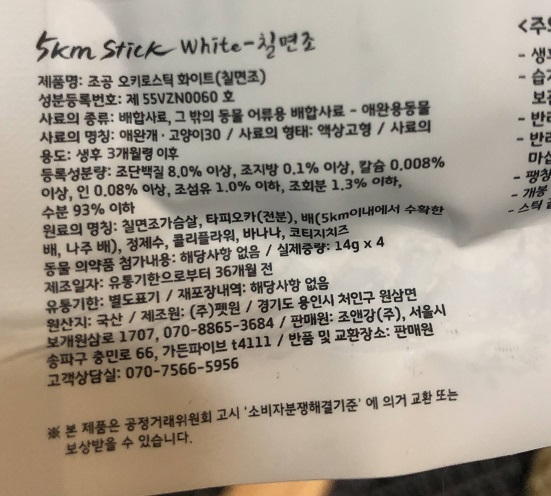 5km Stick White-칠면조
제품명: 조공 오키로스틱 화이트(칠면조)
성분등록번호: 제 55VZN0060 호
사료의 종류: 배합사료, 그 밖의 동물 어류용 배합사료 - 애완용동물
사료의 명칭: 애완개 · 고양이30 / 사료의 형태: 액상고형 / 사료의
용도: 생후 3개월령 이후
등록성분량: 조단백질 8.0% 이상, 조지방 0.1% 이상, 칼슘 0.008%
이상, 인 0.08% 이상, 조섬유 1.0% 이하, 조회분 1.3% 이하,
수분 93% 이하
원료의 명칭: 칠면조가슴살, 타피오카(전분), 배(5km이내에서 수확한
배, 나주 배), 정제수, 콜리플라워, 바나나, 코티지치즈
동물 의약품 첨가내용: 해당사항 없음 / 실제중량: 14g x 4
제조일자: 유통기한으로부터 36개월 전
유통기한: 별도표기 / 재포장내역: 해당사항 없음
원산지: 국산 / 제조원: (주)펫원 / 경기도 용인시 처인구 원삼면
보개원삼로 1707, 070-8865-3684 / 판매원: 조앤강(주), 서울시
송파구 충민로 66, 가든파이브 t4111 / 반품 및 교환장소: 판매원
고객상담실: 070-7566-5956
※ 본 제품은 공정거래위원회 고시 '소비자분쟁해결기준' 에 의거 교환 또는
보상받을 수 있습니다.
<주
- 생
- 습
- 반려
- 반려
- 팽창
- 개봉
- 스틱